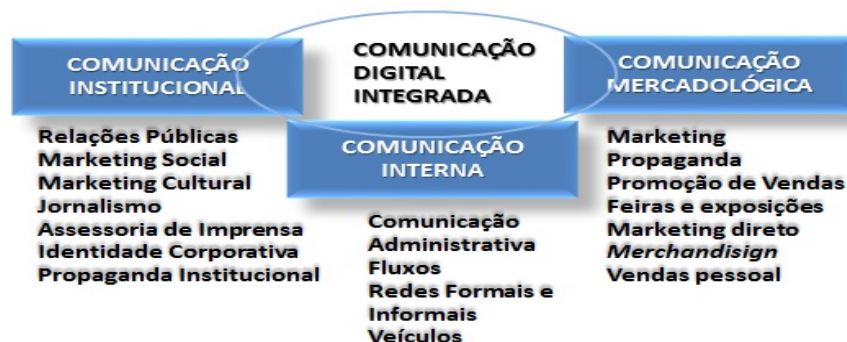 COMUNICAÇÃO
INSTITUCIONAL
Relações Públicas
Marketing Social
Marketing Cultural
Jornalismo
Assessoria de Imprensa
Identidade Corporativa
Propaganda Institucional
COMUNICAÇÃO
DIGITAL
INTEGRADA
COMUNICAÇÃO
INTERNA
Comunicação
Administrativa
Fluxos
Redes Formais e
Informais
Veículos
COMUNICAÇÃO
MERCADOLÓGICA
Marketing
Propaganda
Promoção de Vendas
Feiras e exposições
Marketing direto
Merchandisign
Vendas pessoal